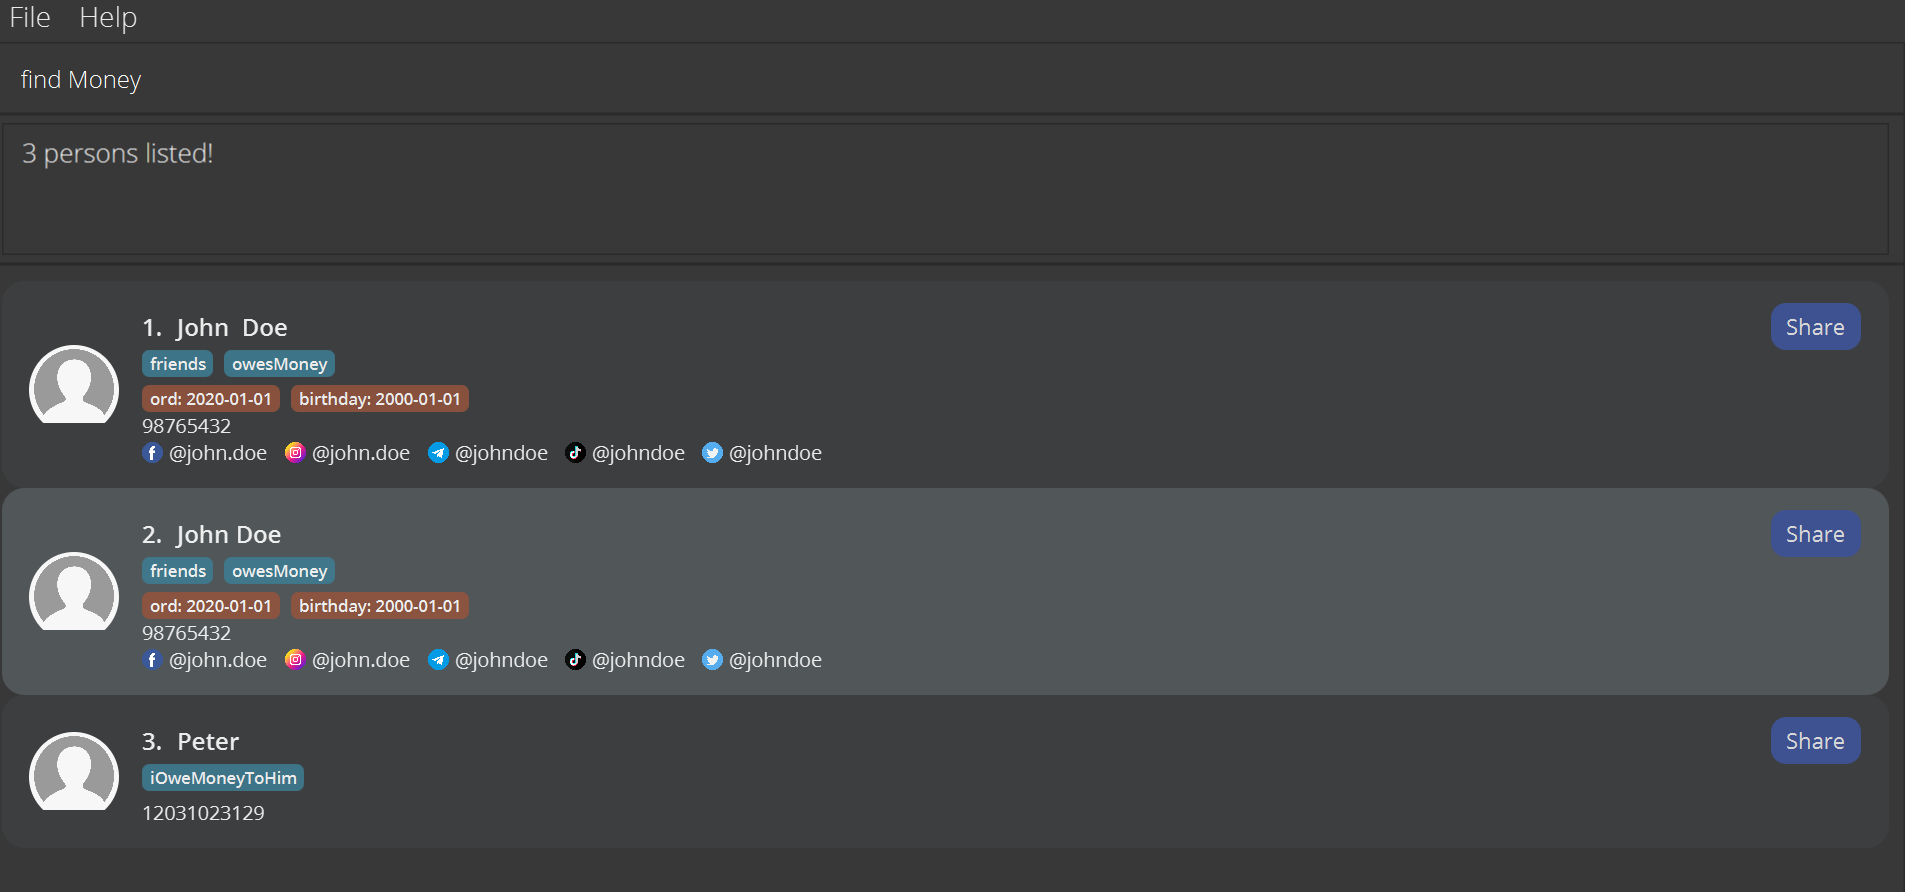 File Help
find Money
3 persons listed!
1. John  Doe
Share
friends owesMoney
ord: 2020-01-01 birthday: 2000-01-01
98765432
@john.doe @john.doe @johndoe @johndoe @johndoe
2. John Doe
Share
friends owesMoney
ord: 2020-01-01 birthday: 2000-01-01
98765432
@john.doe @john.doe @johndoe @johndoe @johndoe
3. Peter
Share
iOweMoneyToHim
12031023129